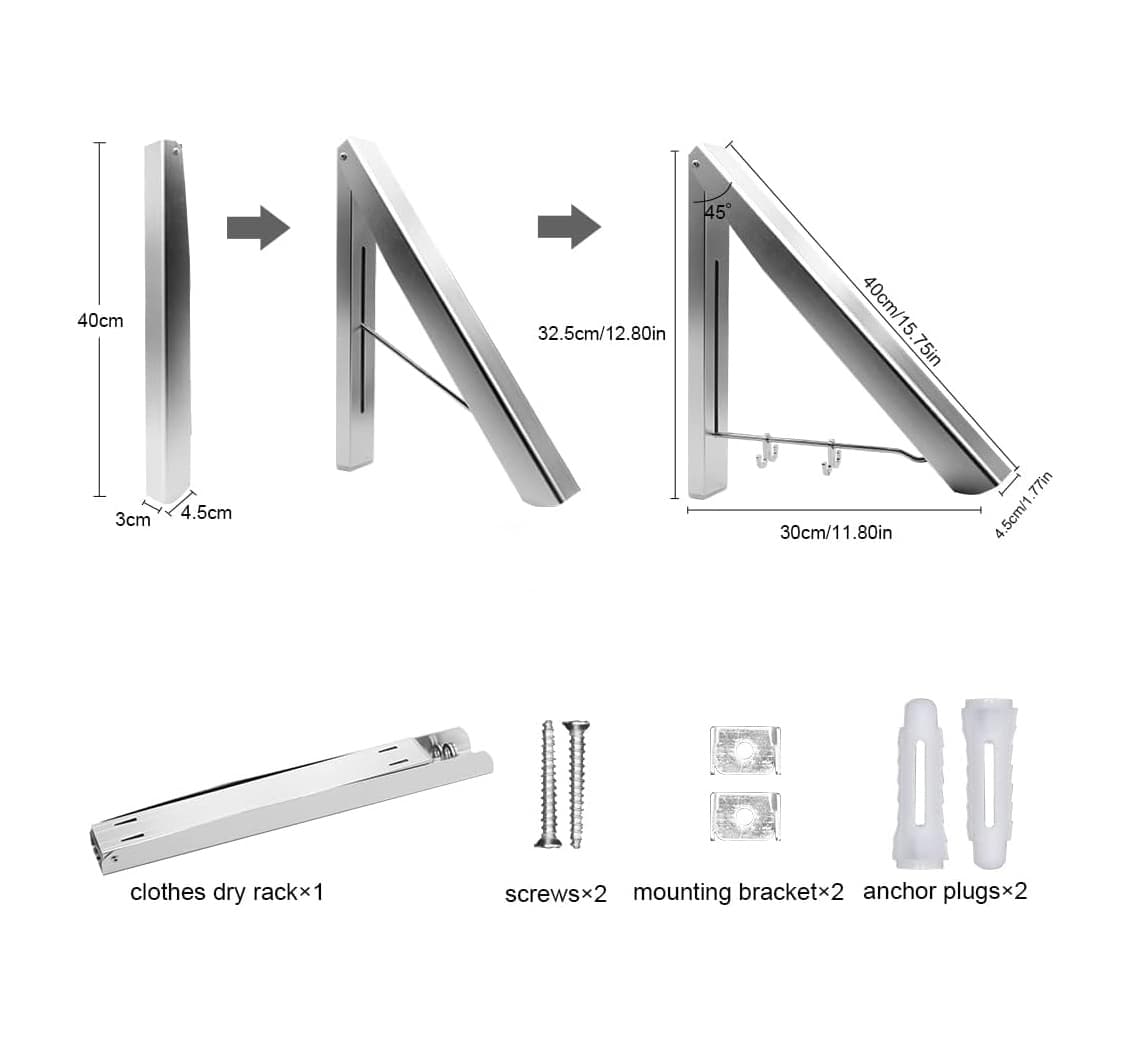 45°
40cm/15.75in
40cm
32.5cm/12.80in
3cm
4.5cm
30cm/11.80in
4.5cm/1.77in
clothes dry rack×1
screws×2
mounting bracket×2
anchor plugs×2